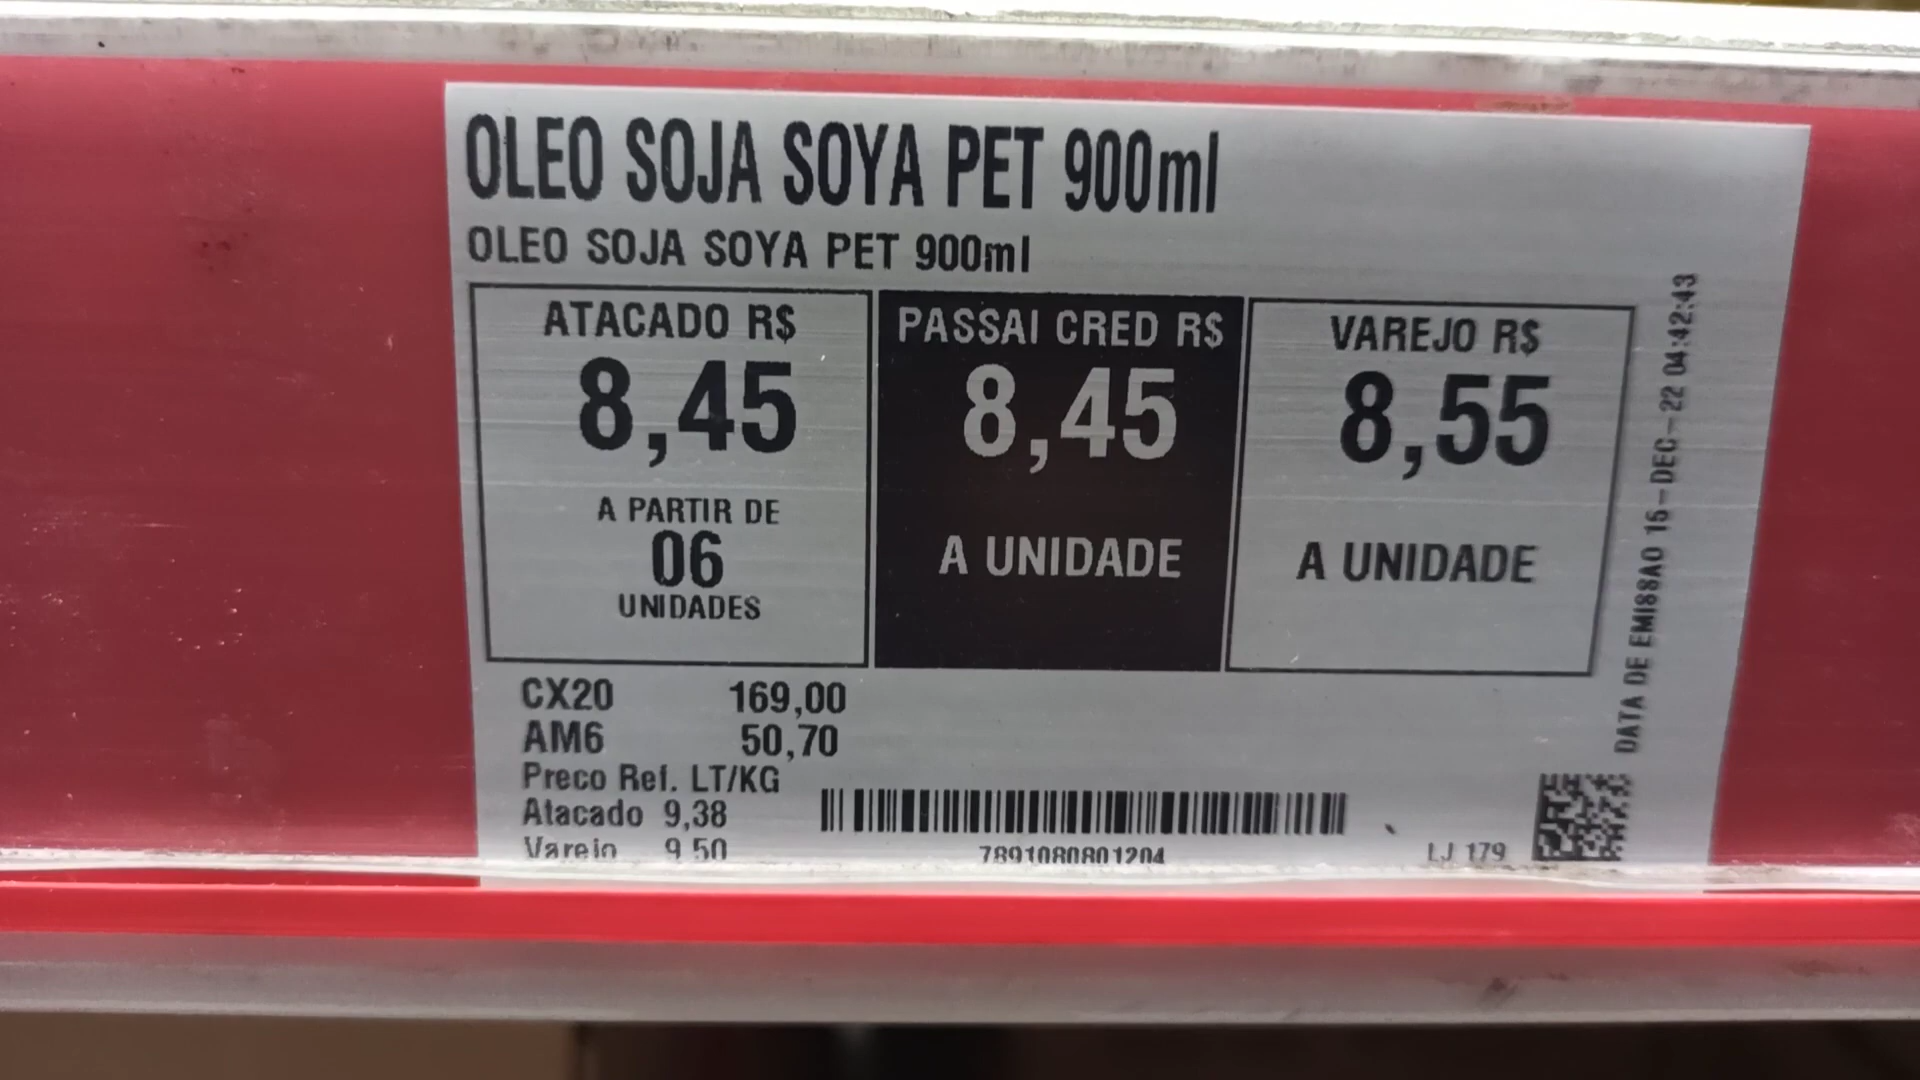 OLEO SOJA SOYA PET 900ml
OLEO SOJA SOYA PET 900ml
ATACADO R$
8,45
A PARTIR DE
06
UNIDADES
PASSAI CRED R$
8,45
A UNIDADE
VAREJO R$
8,55
A UNIDADE
DATA DE EMISSAO 15-DEC-22 04:42:43
CX20 169,00
AM6 50,70
Preco Ref. LT/KG
Atacado 9,38
Varejo 9,50
7891080801204
LJ 179